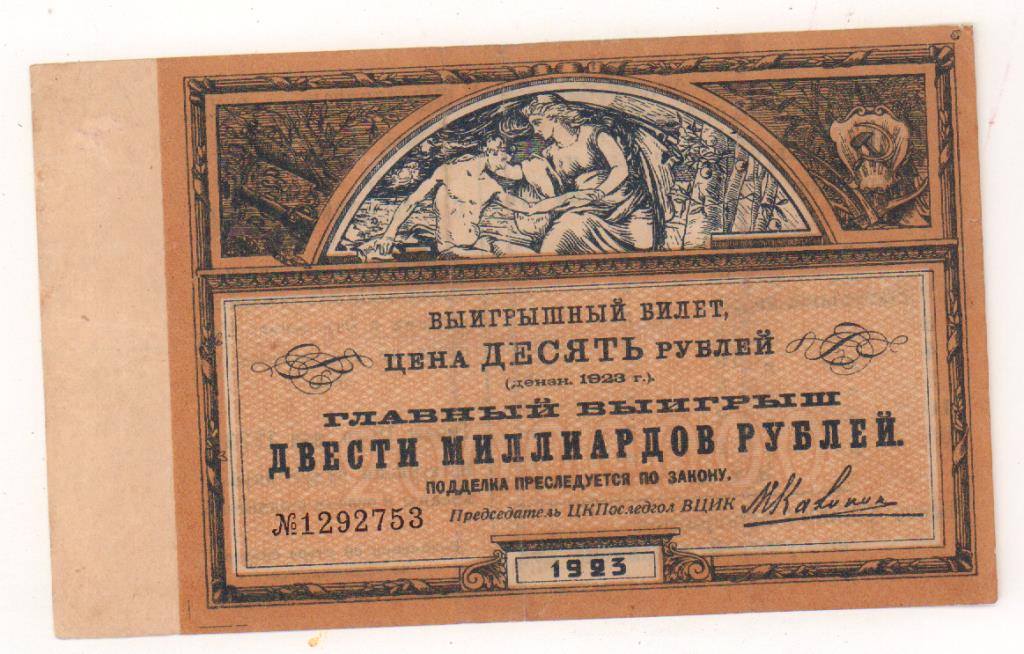 ВЫИГРЫШНЫЙ БИЛЕТ,
ЦЕНА ДЕСЯТЬ РУБЛЕЙ
(дензн. 1923 г.).
ГЛАВНЫЙ ВЫИГРЫШ
ДВЕСТИ МИЛЛИАРДОВ РУБЛЕЙ.
ПОДДЕЛКА ПРЕСЛЕДУЕТСЯ ПО ЗАКОНУ.
№1292753 Председатель ЦКПоследгол ВЦИК
1923